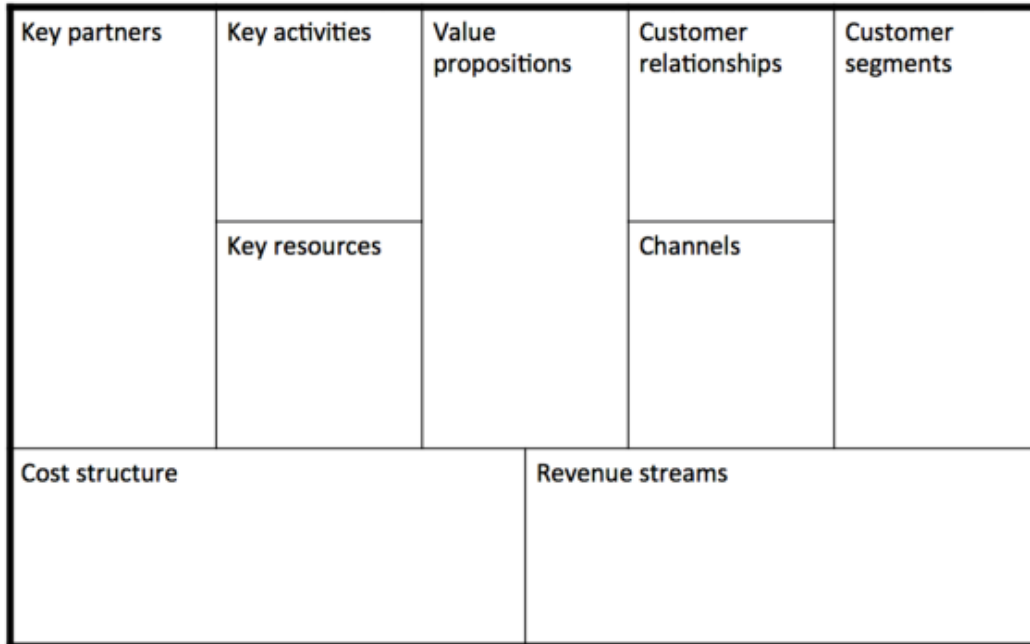 Key partners
Key activities
Value
propositions
Customer
relationships
Customer
segments
Key resources
Channels
Cost structure
Revenue streams